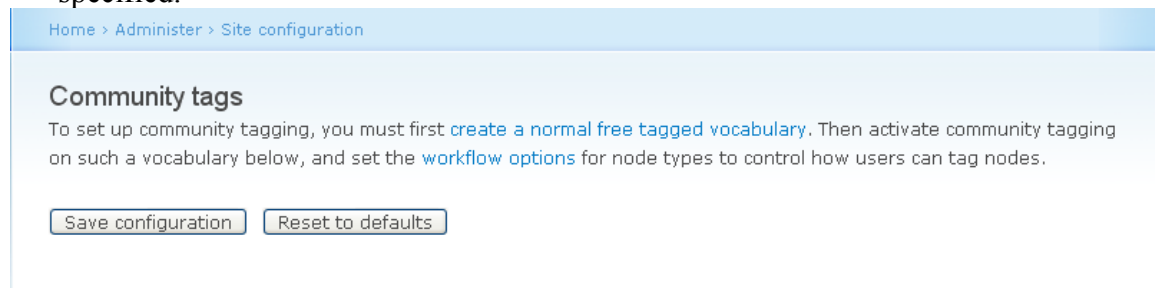 specified.
Home › Administer › Site configuration
Community tags
To set up community tagging, you must first create a normal free tagged vocabulary. Then activate community tagging
on such a vocabulary below, and set the workflow options for node types to control how users can tag nodes.
Save configuration Reset to defaults